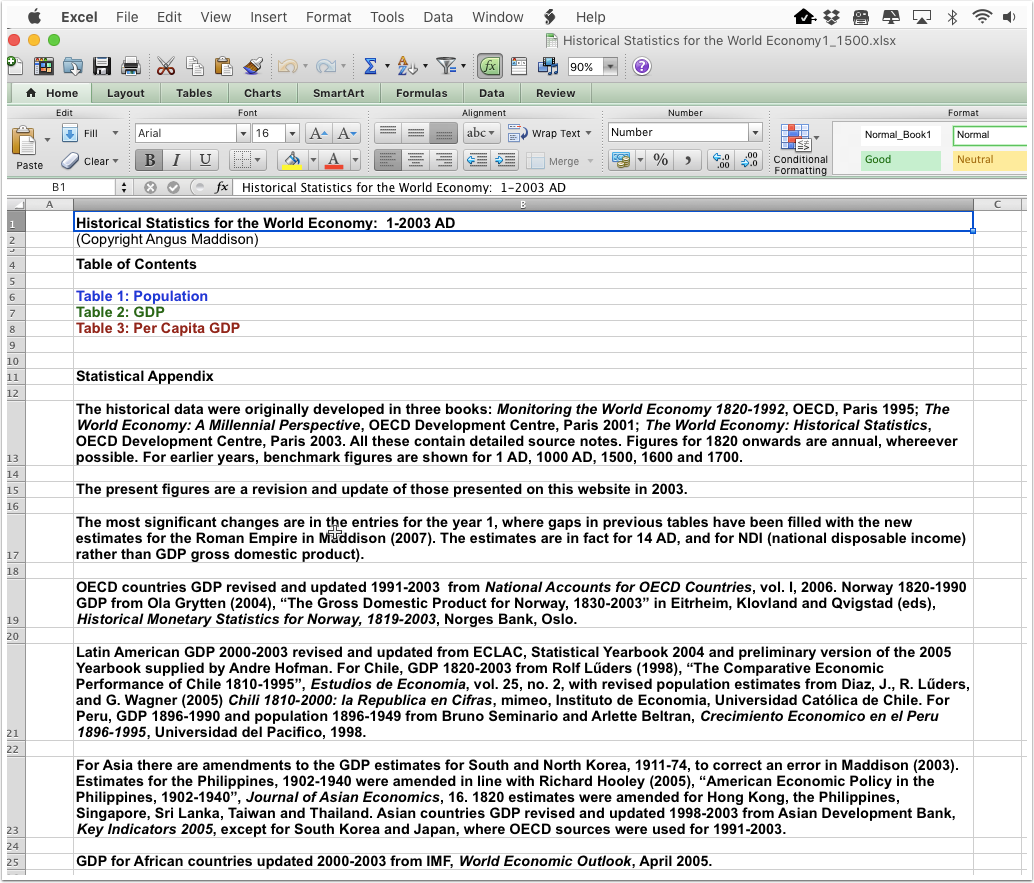 Excel File Edit View Insert Format Tools Data Window Help
Historical Statistics for the World Economy1_1500.xlsx
90%
Home Layout Tables Charts SmartArt Formulas Data Review
Edit Font Alignment Number Format
Fill Arial 16 A A abc Wrap Text Number Normal_Book1 Normal
Paste Clear B I U A Merge % Conditional Formatting Good Neutral
B1 fx Historical Statistics for the World Economy:  1-2003 AD
A B C
1 Historical Statistics for the World Economy:  1-2003 AD
2 (Copyright Angus Maddison)
3
4 Table of Contents
5
6 Table 1: Population
7 Table 2: GDP
8 Table 3: Per Capita GDP
9
10
11 Statistical Appendix
12
The historical data were originally developed in three books: Monitoring the World Economy 1820-1992, OECD, Paris 1995; The
World Economy: A Millennial Perspective, OECD Development Centre, Paris 2001; The World Economy: Historical Statistics,
OECD Development Centre, Paris 2003. All these contain detailed source notes. Figures for 1820 onwards are annual, whereever
13 possible. For earlier years, benchmark figures are shown for 1 AD, 1000 AD, 1500, 1600 and 1700.
14
15 The present figures are a revision and update of those presented on this website in 2003.
16
The most significant changes are in the entries for the year 1, where gaps in previous tables have been filled with the new
estimates for the Roman Empire in Maddison (2007). The estimates are in fact for 14 AD, and for NDI (national disposable income)
17 rather than GDP gross domestic product).
18
OECD countries GDP revised and updated 1991-2003  from National Accounts for OECD Countries, vol. I, 2006. Norway 1820-1990
GDP from Ola Grytten (2004), “The Gross Domestic Product for Norway, 1830-2003” in Eitrheim, Klovland and Qvigstad (eds),
19 Historical Monetary Statistics for Norway, 1819-2003, Norges Bank, Oslo.
20
Latin American GDP 2000-2003 revised and updated from ECLAC, Statistical Yearbook 2004 and preliminary version of the 2005
Yearbook supplied by Andre Hofman. For Chile, GDP 1820-2003 from Rolf Lűders (1998), “The Comparative Economic
Performance of Chile 1810-1995”, Estudios de Economia, vol. 25, no. 2, with revised population estimates from Diaz, J., R. Lűders,
and G. Wagner (2005) Chili 1810-2000: la Republica en Cifras, mimeo, Instituto de Economia, Universidad Católica de Chile. For
Peru, GDP 1896-1990 and population 1896-1949 from Bruno Seminario and Arlette Beltran, Crecimiento Economico en el Peru
21 1896-1995, Universidad del Pacifico, 1998.
22
For Asia there are amendments to the GDP estimates for South and North Korea, 1911-74, to correct an error in Maddison (2003).
Estimates for the Philippines, 1902-1940 were amended in line with Richard Hooley (2005), “American Economic Policy in the
Philippines, 1902-1940”, Journal of Asian Economics, 16. 1820 estimates were amended for Hong Kong, the Philippines,
Singapore, Sri Lanka, Taiwan and Thailand. Asian countries GDP revised and updated 1998-2003 from Asian Development Bank,
23 Key Indicators 2005, except for South Korea and Japan, where OECD sources were used for 1991-2003.
24
25 GDP for African countries updated 2000-2003 from IMF, World Economic Outlook, April 2005.